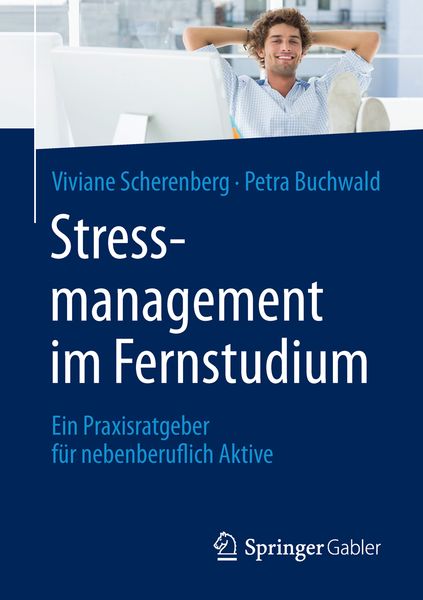 Viviane Scherenberg · Petra Buchwald
Stress-
management
im Fernstudium
Ein Praxisratgeber
für nebenberuflich Aktive
Springer Gabler